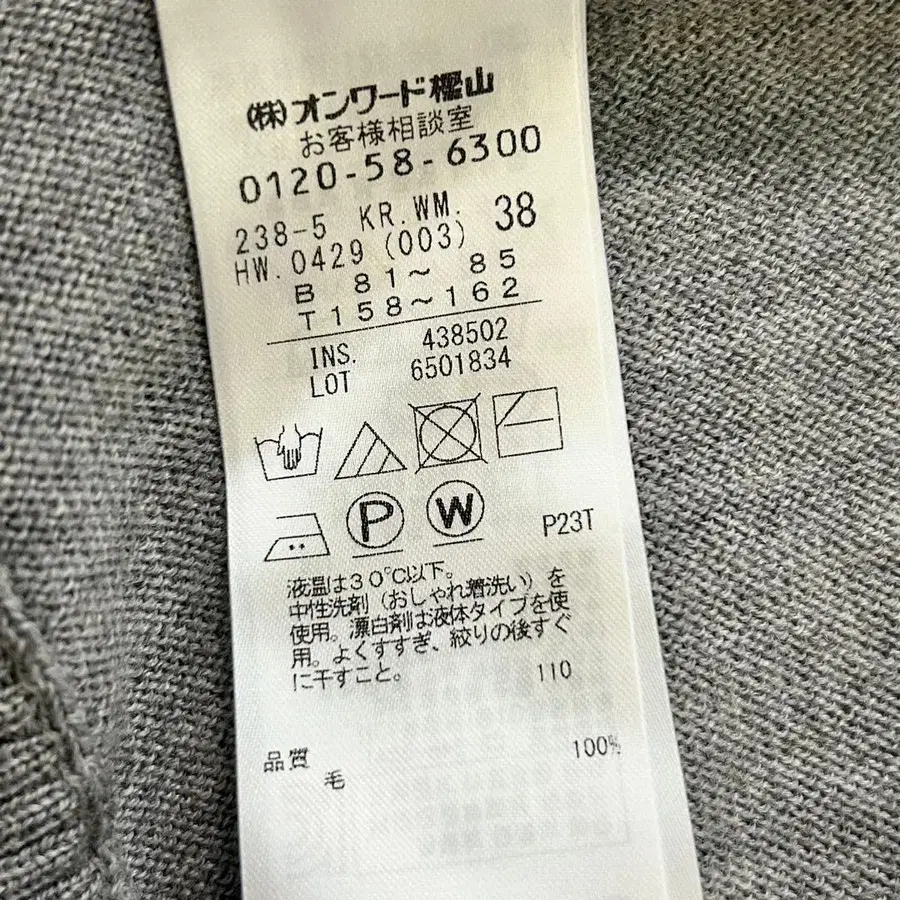 ㈱オンワード樫山
お客様相談室
0120-58-6300
238-5 KR.WM. 38
HW.0429 (003)
B 81～ 85
T158～162
INS. 438502
LOT 6501834
P W P23T
液温は30℃以下。
中性洗剤（おしゃれ着洗い）を
使用。漂白剤は液体タイプを使
用。よくすすぎ、絞りの後すぐ
に干すこと。 110
品質 100%
毛